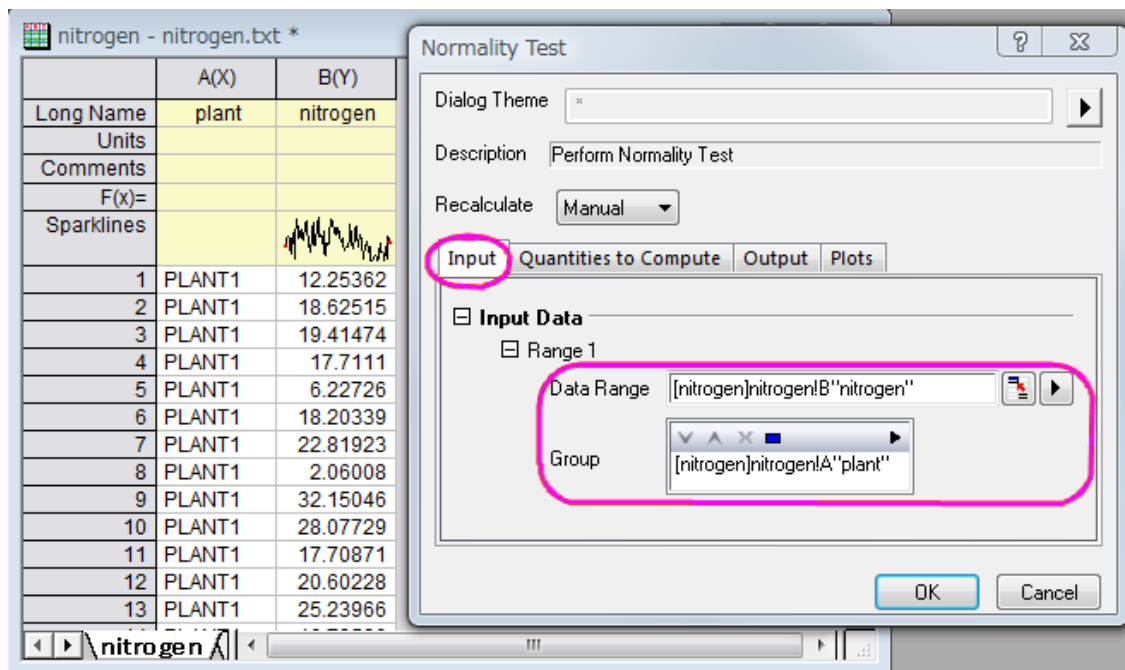 nitrogen - nitrogen.txt *
A(X) B(Y)
Long Name plant nitrogen
Units
Comments
F(x)=
Sparklines
1 PLANT1 12.25362
2 PLANT1 18.62515
3 PLANT1 19.41474
4 PLANT1 17.7111
5 PLANT1 6.22726
6 PLANT1 18.20339
7 PLANT1 22.81923
8 PLANT1 2.06008
9 PLANT1 32.15046
10 PLANT1 28.07729
11 PLANT1 17.70871
12 PLANT1 20.60228
13 PLANT1 25.23966
nitrogen
Normality Test
Dialog Theme *
Description Perform Normality Test
Recalculate Manual
Input Quantities to Compute Output Plots
Input Data
Range 1
Data Range [nitrogen]nitrogen!B"nitrogen"
Group [nitrogen]nitrogen!A"plant"
OK Cancel